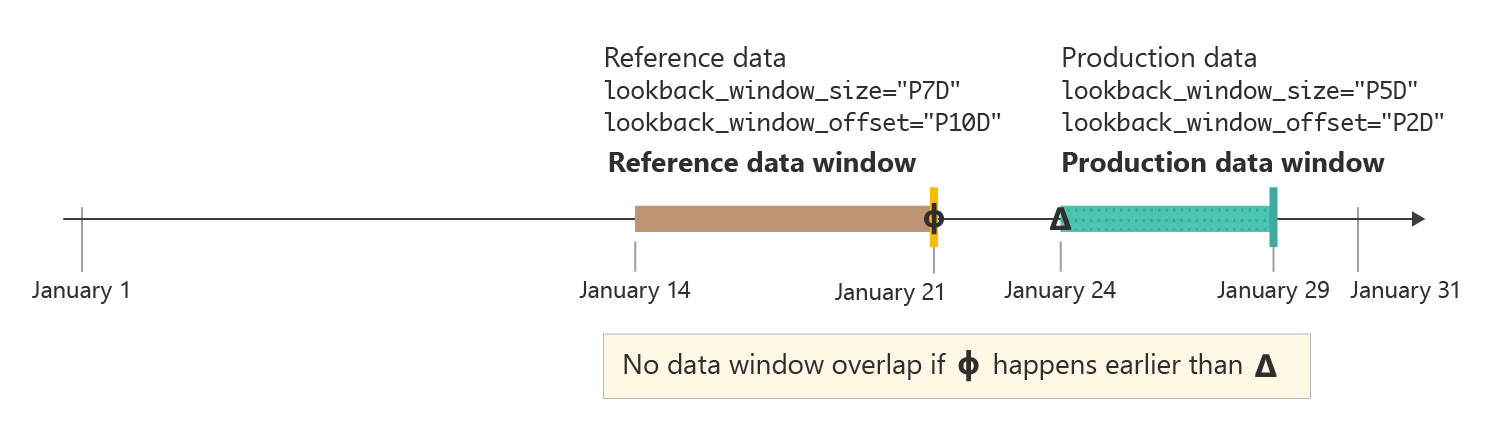 Reference data
lookback_window_size="P7D"
lookback_window_offset="P10D"
Reference data window
Production data
lookback_window_size="P5D"
lookback_window_offset="P2D"
Production data window
ϕ
Δ
January 1
January 14
January 21
January 24
January 29
January 31
No data window overlap if ϕ happens earlier than Δ